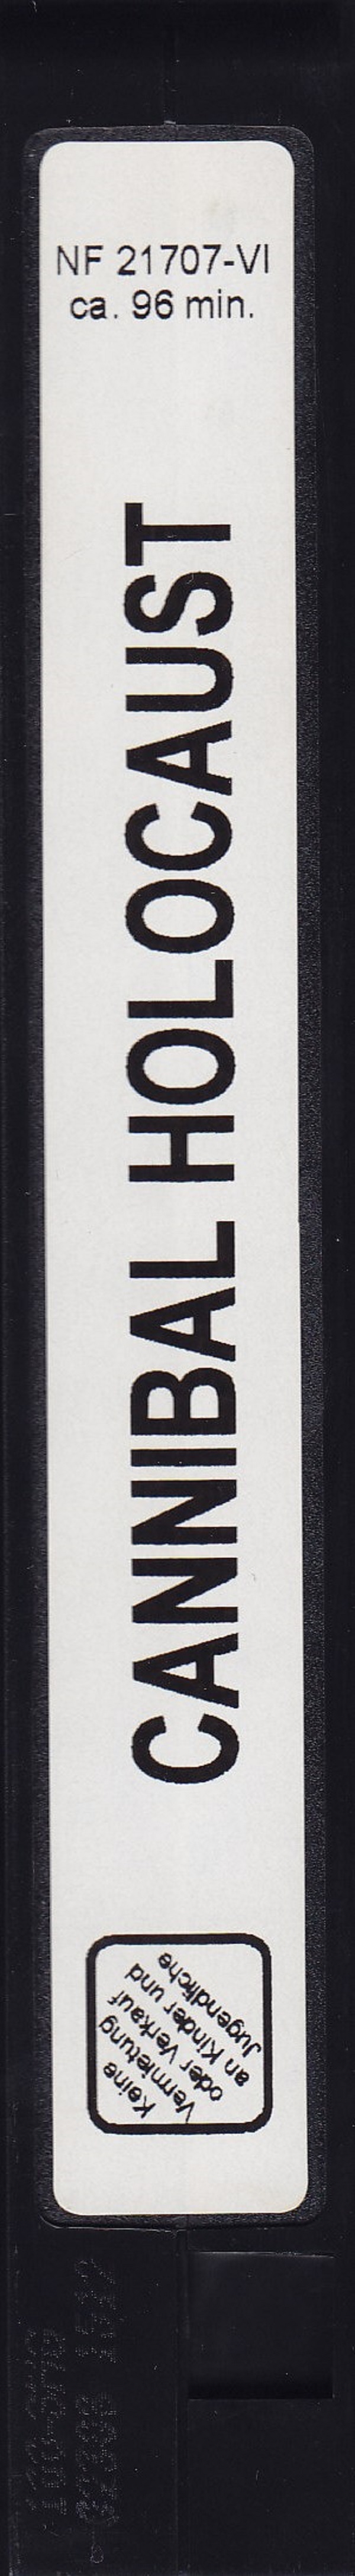 NF 21707-VI
ca. 96 min.
CANNIBAL HOLOCAUST
Keine
Vermietung
oder Verkauf
an Kinder und
Jugendliche